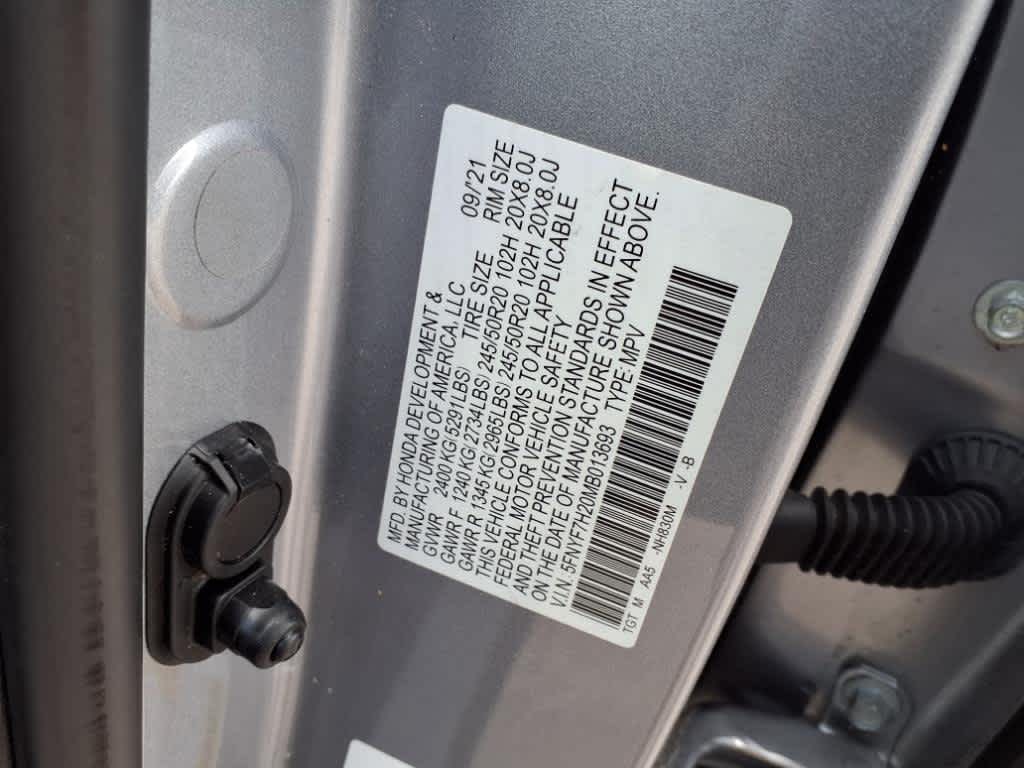 MFD. BY HONDA DEVELOPMENT &
MANUFACTURING OF AMERICA, LLC 09/'21
GVWR 2400 KG(5291LBS) TIRE SIZE RIM SIZE
GAWR F 1240 KG(2734LBS) 245/50R20 102H 20X8.0J
GAWR R 1345 KG(2965LBS) 245/50R20 102H 20X8.0J
THIS VEHICLE CONFORMS TO ALL APPLICABLE
FEDERAL MOTOR VEHICLE SAFETY
AND THEFT PREVENTION STANDARDS IN EFFECT
ON THE DATE OF MANUFACTURE SHOWN ABOVE.
V.I.N. 5FNYF7H20MB013693 TYPE: MPV
TGT M AA5 -NH830M -V -B